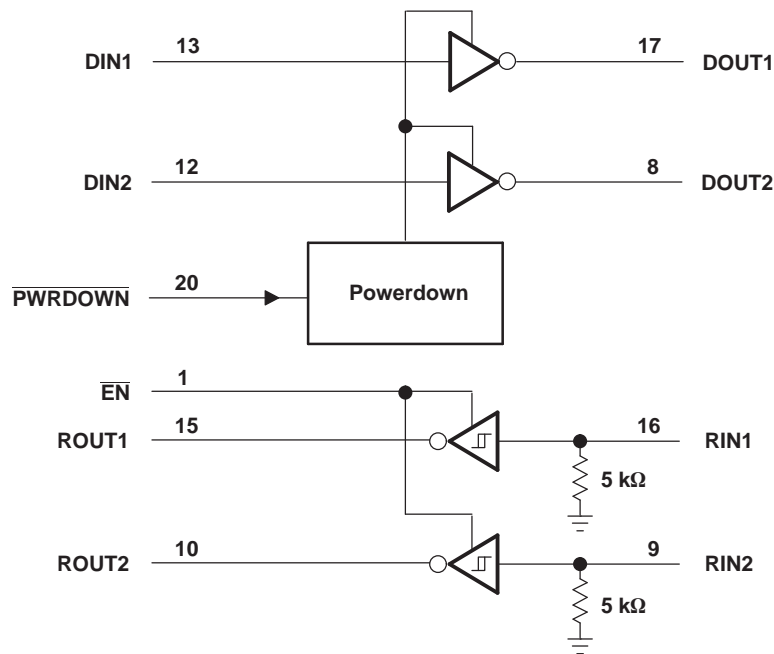 DIN1 13 17 DOUT1
DIN2 12 8 DOUT2
PWRDOWN 20 Powerdown
EN 1
ROUT1 15 16 RIN1
5 kΩ
ROUT2 10 9 RIN2
5 kΩ